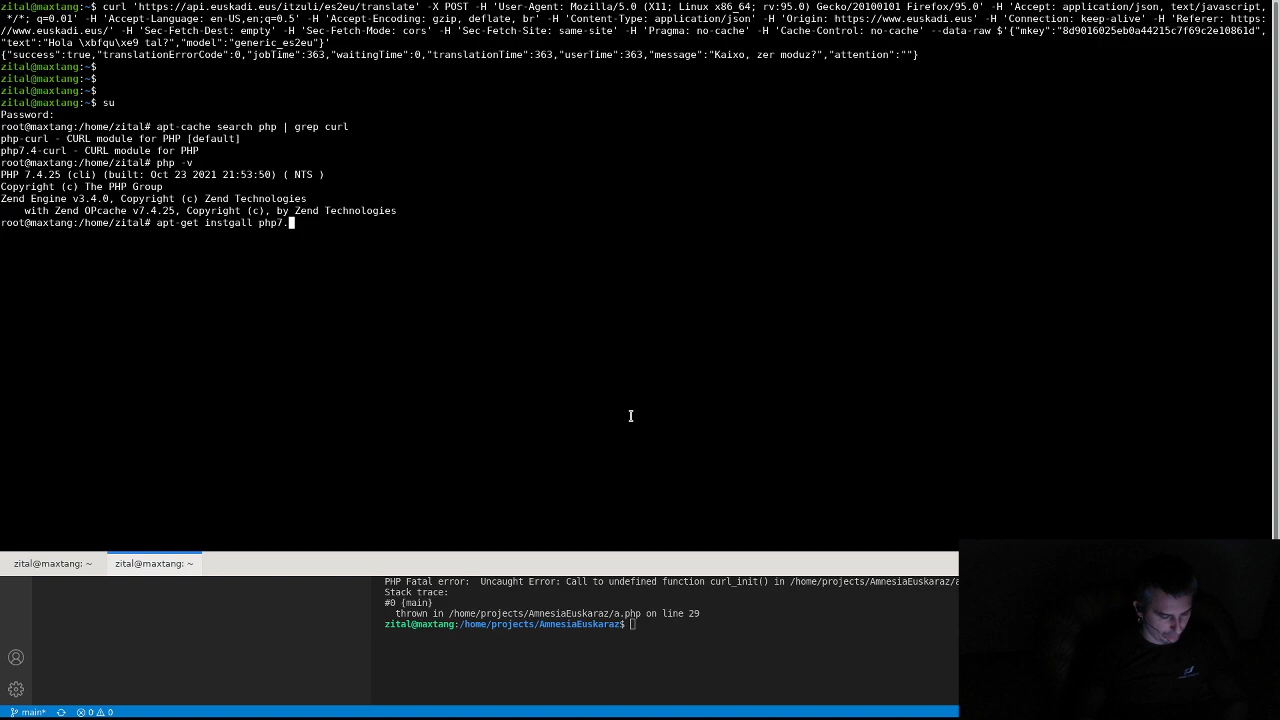 zital@maxtang:~$ curl 'https://api.euskadi.eus/itzuli/es2eu/translate' -X POST -H 'User-Agent: Mozilla/5.0 (X11; Linux x86_64; rv:95.0) Gecko/20100101 Firefox/95.0' -H 'Accept: application/json, text/javascript,
*/*; q=0.01' -H 'Accept-Language: en-US,en;q=0.5' -H 'Accept-Encoding: gzip, deflate, br' -H 'Content-Type: application/json' -H 'Origin: https://www.euskadi.eus' -H 'Connection: keep-alive' -H 'Referer: https:
//www.euskadi.eus/' -H 'Sec-Fetch-Dest: empty' -H 'Sec-Fetch-Mode: cors' -H 'Sec-Fetch-Site: same-site' -H 'Pragma: no-cache' -H 'Cache-Control: no-cache' --data-raw $'{"mkey":"8d9016025eb0a44215c7f69c2e10861d",
"text":"Hola \xbfqu\xe9 tal?","model":"generic_es2eu"}'
{"success":true,"translationErrorCode":0,"jobTime":363,"waitingTime":0,"translationTime":363,"userTime":363,"message":"Kaixo, zer moduz?","attention":""}
zital@maxtang:~$
zital@maxtang:~$
zital@maxtang:~$
zital@maxtang:~$ su
Password:
root@maxtang:/home/zital# apt-cache search php | grep curl
php-curl - CURL module for PHP [default]
php7.4-curl - CURL module for PHP
root@maxtang:/home/zital# php -v
PHP 7.4.25 (cli) (built: Oct 23 2021 21:53:50) ( NTS )
Copyright (c) The PHP Group
Zend Engine v3.4.0, Copyright (c) Zend Technologies
with Zend OPcache v7.4.25, Copyright (c), by Zend Technologies
root@maxtang:/home/zital# apt-get instgall php7.
zital@maxtang: ~
zital@maxtang: ~
PHP Fatal error:  Uncaught Error: Call to undefined function curl_init() in /home/projects/AmnesiaEuskaraz/a
Stack trace:
#0 {main}
thrown in /home/projects/AmnesiaEuskaraz/a.php on line 29
zital@maxtang:/home/projects/AmnesiaEuskaraz$
main*
0
0